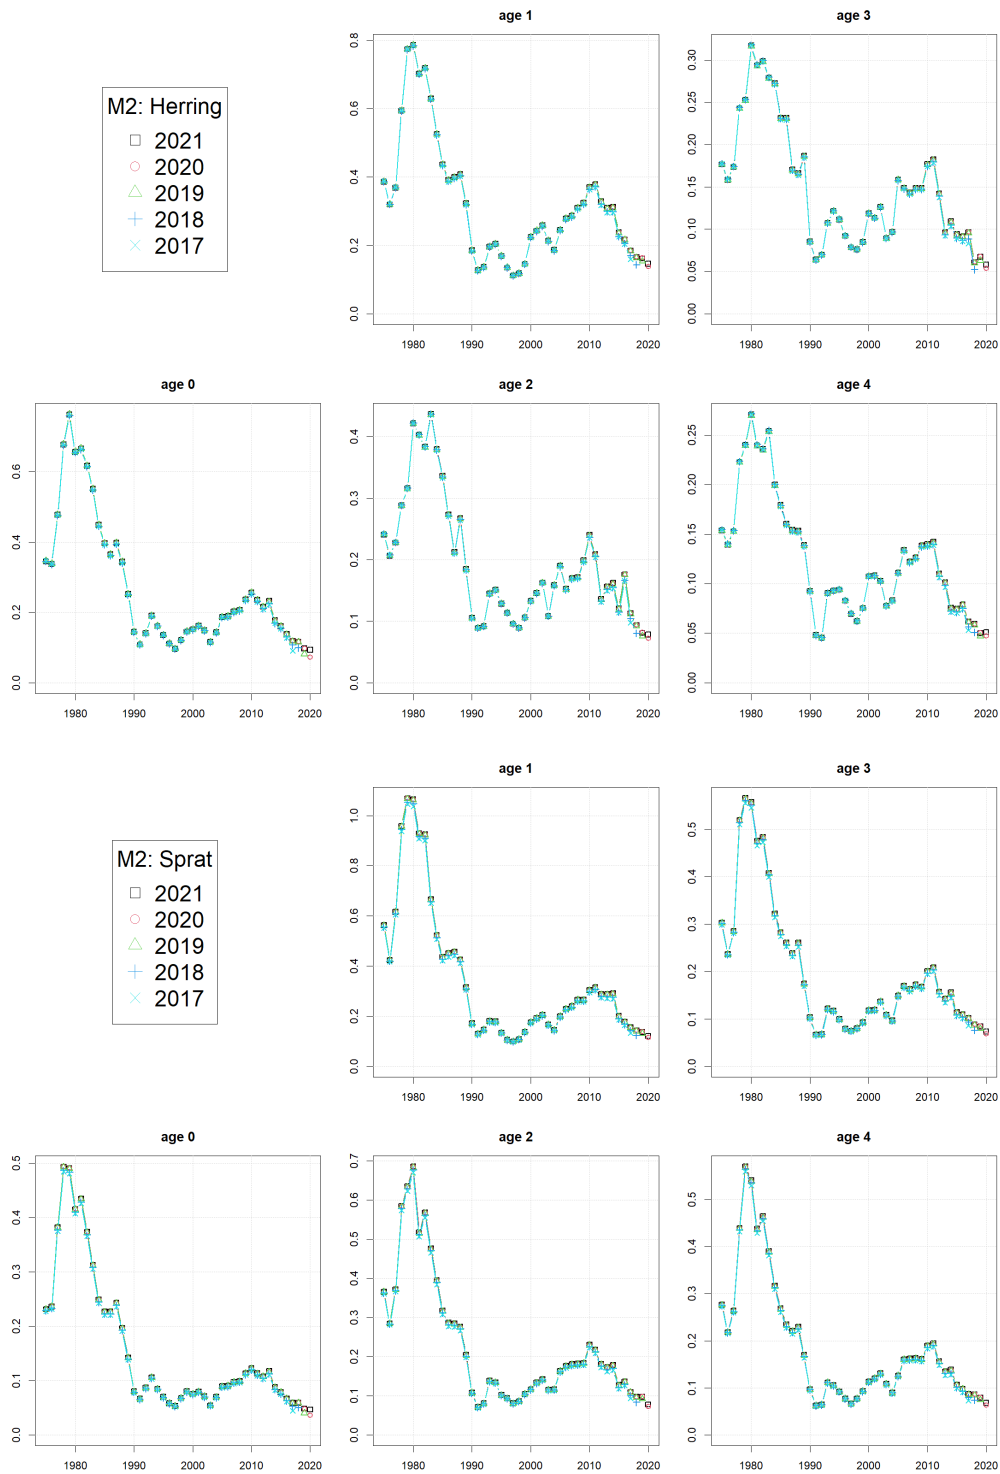 age 1
0.0 0.2 0.4 0.6 0.8
1980 1990 2000 2010 2020
age 3
0.00 0.05 0.10 0.15 0.20 0.25 0.30
1980 1990 2000 2010 2020
M2: Herring
2021
2020
2019
2018
2017
age 0
0.0 0.2 0.4 0.6
1980 1990 2000 2010 2020
age 2
0.0 0.1 0.2 0.3 0.4
1980 1990 2000 2010 2020
age 4
0.00 0.05 0.10 0.15 0.20 0.25
1980 1990 2000 2010 2020
age 1
0.0 0.2 0.4 0.6 0.8 1.0
1980 1990 2000 2010 2020
age 3
0.0 0.1 0.2 0.3 0.4 0.5
1980 1990 2000 2010 2020
M2: Sprat
2021
2020
2019
2018
2017
age 0
0.0 0.1 0.2 0.3 0.4 0.5
1980 1990 2000 2010 2020
age 2
0.0 0.1 0.2 0.3 0.4 0.5 0.6 0.7
1980 1990 2000 2010 2020
age 4
0.0 0.1 0.2 0.3 0.4 0.5
1980 1990 2000 2010 2020